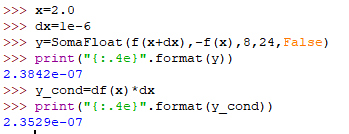 >>> x=2.0
>>> dx=1e-6
>>> y=SomaFloat(f(x+dx),-f(x),8,24,False)
>>> print("{:.4e}".format(y))
2.3842e-07
>>> y_cond=df(x)*dx
>>> print("{:.4e}".format(y_cond))
2.3529e-07